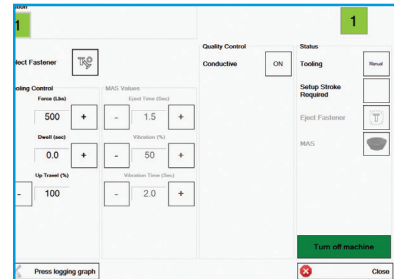 1
1
Quality Control
Status
lect Fastener
Conductive
ON
Tooling
Manual
oling Control
MAS Values
Setup Stroke
Required
Force (Lbs)
Eject Time (Sec)
500 +
- 1.5 +
Eject Fastener
Dwell (sec)
Vibration (%)
MAS
0.0 +
- 50 +
Up Travel (%)
Vibration Time (Sec)
- 100
- 2.0 +
Turn off machine
Press logging graph
Close